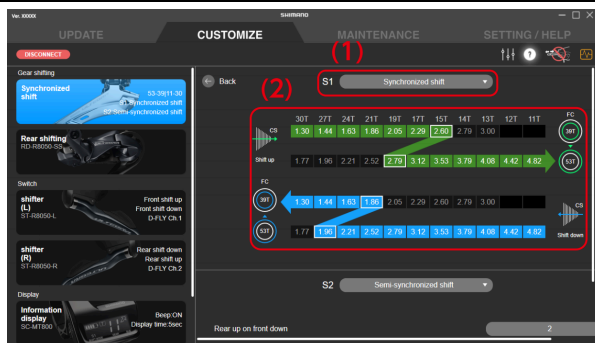 Ver. XXXXX
SHIMANO
UPDATE
CUSTOMIZE
MAINTENANCE
SETTING / HELP
DISCONNECT
Gear shifting
Synchronized shift
53-39|11-30
S1:Synchronized shift
S2:Semi-synchronized shift
Rear shifting
RD-R8050-SS
Switch
shifter (L)
ST-R8050-L
Front shift up
Front shift down
D-FLY Ch.1
shifter (R)
ST-R8050-R
Rear shift down
Rear shift up
D-FLY Ch.2
Display
Information display
SC-MT800
Beep:ON
Display time:5sec
(1)
Back
(2)
S1
Synchronized shift
30T 27T 24T 21T 19T 17T 15T 14T 13T 12T 11T
FC
CS
1.30 1.44 1.63 1.86 2.05 2.29 2.60 2.79 3.00
39T
Shift up
1.77 1.96 2.21 2.52 2.79 3.12 3.53 3.79 4.08 4.42 4.82
53T
FC
39T
1.30 1.44 1.63 1.86 2.05 2.29 2.60 2.79 3.00
CS
53T
1.77 1.96 2.21 2.52 2.79 3.12 3.53 3.79 4.08 4.42 4.82
Shift down
S2
Semi-synchronized shift
Rear up on front down
2